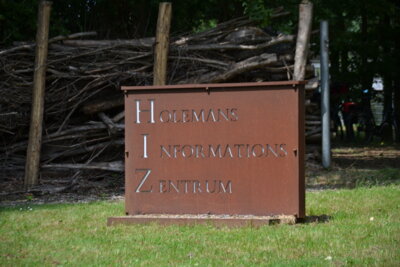 Holemans
Informations
Zentrum